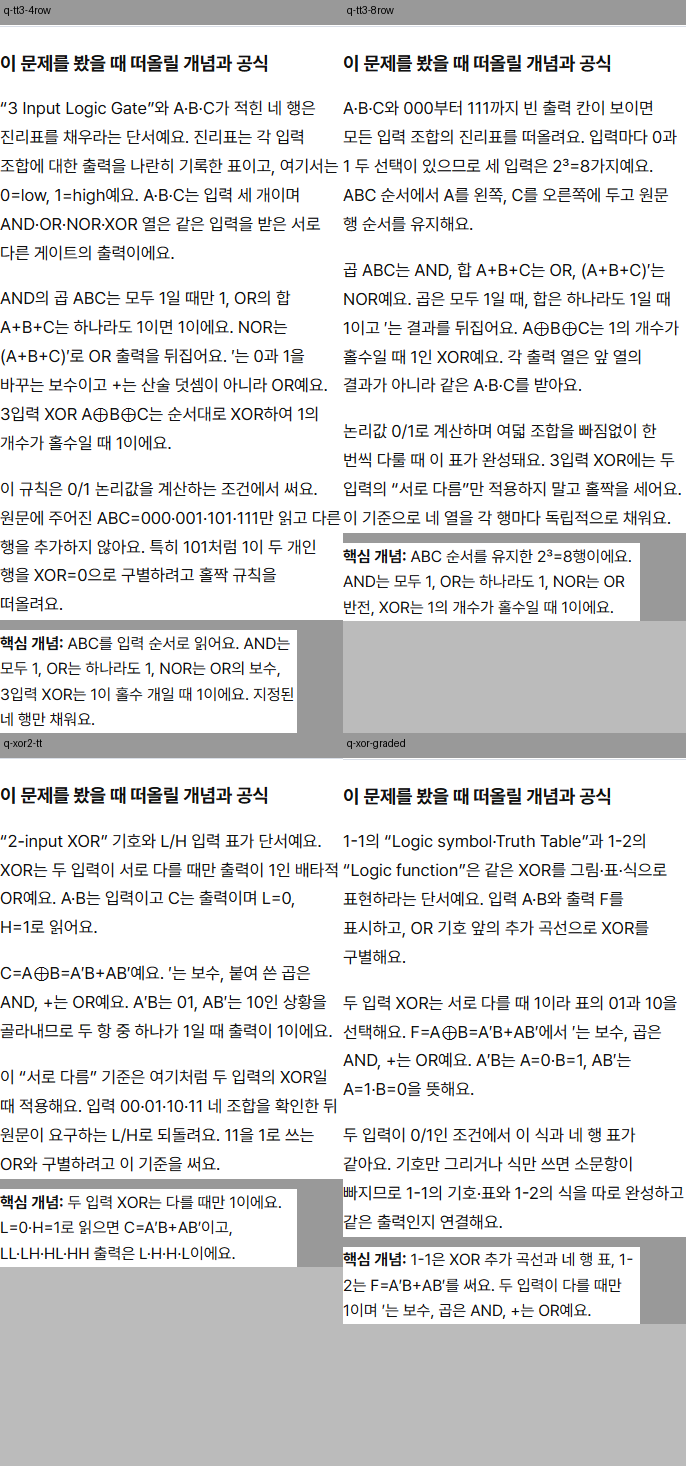 q-tt3-4row
이 문제를 봤을 때 떠올릴 개념과 공식
“3 Input Logic Gate”와 A·B·C가 적힌 네 행은
진리표를 채우라는 단서예요. 진리표는 각 입력
조합에 대한 출력을 나란히 기록한 표이고, 여기서는
0=low, 1=high예요. A·B·C는 입력 세 개이며
AND·OR·NOR·XOR 열은 같은 입력을 받은 서로
다른 게이트의 출력이에요.
AND의 곱 ABC는 모두 1일 때만 1, OR의 합
A+B+C는 하나라도 1이면 1이에요. NOR는
(A+B+C)′로 OR 출력을 뒤집어요. ′는 0과 1을
바꾸는 보수이고 +는 산술 덧셈이 아니라 OR예요.
3입력 XOR A⊕B⊕C는 순서대로 XOR하여 1의
개수가 홀수일 때 1이에요.
이 규칙은 0/1 논리값을 계산하는 조건에서 써요.
원문에 주어진 ABC=000·001·101·111만 읽고 다른
행을 추가하지 않아요. 특히 101처럼 1이 두 개인
행을 XOR=0으로 구별하려고 홀짝 규칙을
떠올려요.
핵심 개념: ABC를 입력 순서로 읽어요. AND는
모두 1, OR는 하나라도 1, NOR는 OR의 보수,
3입력 XOR는 1이 홀수 개일 때 1이에요. 지정된
네 행만 채워요.
q-tt3-8row
이 문제를 봤을 때 떠올릴 개념과 공식
A·B·C와 000부터 111까지 빈 출력 칸이 보이면
모든 입력 조합의 진리표를 떠올려요. 입력마다 0과
1 두 선택이 있으므로 세 입력은 2³=8가지예요.
ABC 순서에서 A를 왼쪽, C를 오른쪽에 두고 원문
행 순서를 유지해요.
곱 ABC는 AND, 합 A+B+C는 OR, (A+B+C)′는
NOR예요. 곱은 모두 1일 때, 합은 하나라도 1일 때
1이고 ′는 결과를 뒤집어요. A⊕B⊕C는 1의 개수가
홀수일 때 1인 XOR예요. 각 출력 열은 앞 열의
결과가 아니라 같은 A·B·C를 받아요.
논리값 0/1로 계산하며 여덟 조합을 빠짐없이 한
번씩 다룰 때 이 표가 완성돼요. 3입력 XOR에는 두
입력의 “서로 다름”만 적용하지 말고 홀짝을 세어요.
이 기준으로 네 열을 각 행마다 독립적으로 채워요.
핵심 개념: ABC 순서를 유지한 2³=8행이에요.
AND는 모두 1, OR는 하나라도 1, NOR는 OR
반전, XOR는 1의 개수가 홀수일 때 1이에요.
q-xor2-tt
이 문제를 봤을 때 떠올릴 개념과 공식
“2-input XOR” 기호와 L/H 입력 표가 단서예요.
XOR는 두 입력이 서로 다를 때만 출력이 1인 배타적
OR예요. A·B는 입력이고 C는 출력이며 L=0,
H=1로 읽어요.
C=A⊕B=A′B+AB′예요. ′는 보수, 붙여 쓴 곱은
AND, +는 OR예요. A′B는 01, AB′는 10인 상황을
골라내므로 두 항 중 하나가 1일 때 출력이 1이에요.
이 “서로 다름” 기준은 여기처럼 두 입력의 XOR일
때 적용해요. 입력 00·01·10·11 네 조합을 확인한 뒤
원문이 요구하는 L/H로 되돌려요. 11을 1로 쓰는
OR와 구별하려고 이 기준을 써요.
핵심 개념: 두 입력 XOR는 다를 때만 1이에요.
L=0·H=1로 읽으면 C=A′B+AB′이고,
LL·LH·HL·HH 출력은 L·H·H·L이에요.
q-xor-graded
이 문제를 봤을 때 떠올릴 개념과 공식
1-1의 “Logic symbol·Truth Table”과 1-2의
“Logic function”은 같은 XOR를 그림·표·식으로
표현하라는 단서예요. 입력 A·B와 출력 F를
표시하고, OR 기호 앞의 추가 곡선으로 XOR를
구별해요.
두 입력 XOR는 서로 다를 때 1이라 표의 01과 10을
선택해요. F=A⊕B=A′B+AB′에서 ′는 보수, 곱은
AND, +는 OR예요. A′B는 A=0·B=1, AB′는
A=1·B=0을 뜻해요.
두 입력이 0/1인 조건에서 이 식과 네 행 표가
같아요. 기호만 그리거나 식만 쓰면 소문항이
빠지므로 1-1의 기호·표와 1-2의 식을 따로 완성하고
같은 출력인지 연결해요.
핵심 개념: 1-1은 XOR 추가 곡선과 네 행 표, 1-
2는 F=A′B+AB′를 써요. 두 입력이 다를 때만
1이며 ′는 보수, 곱은 AND, +는 OR예요.